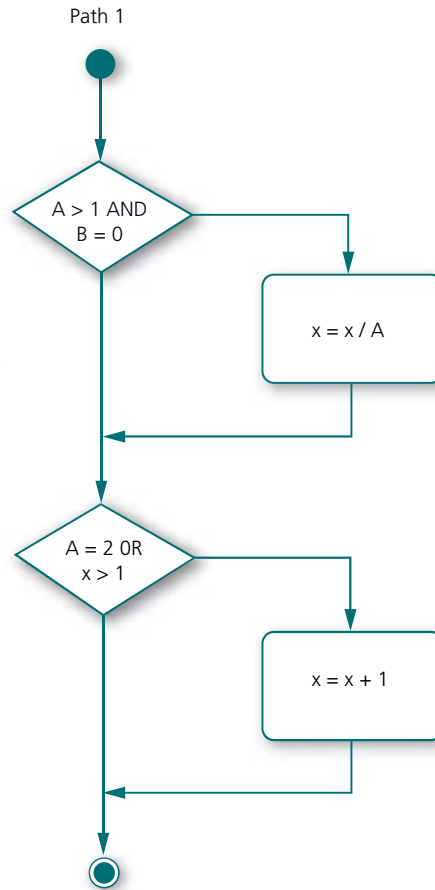 Path 1
A > 1 AND
B = 0
x = x / A
A = 2 0R
x > 1
x = x + 1